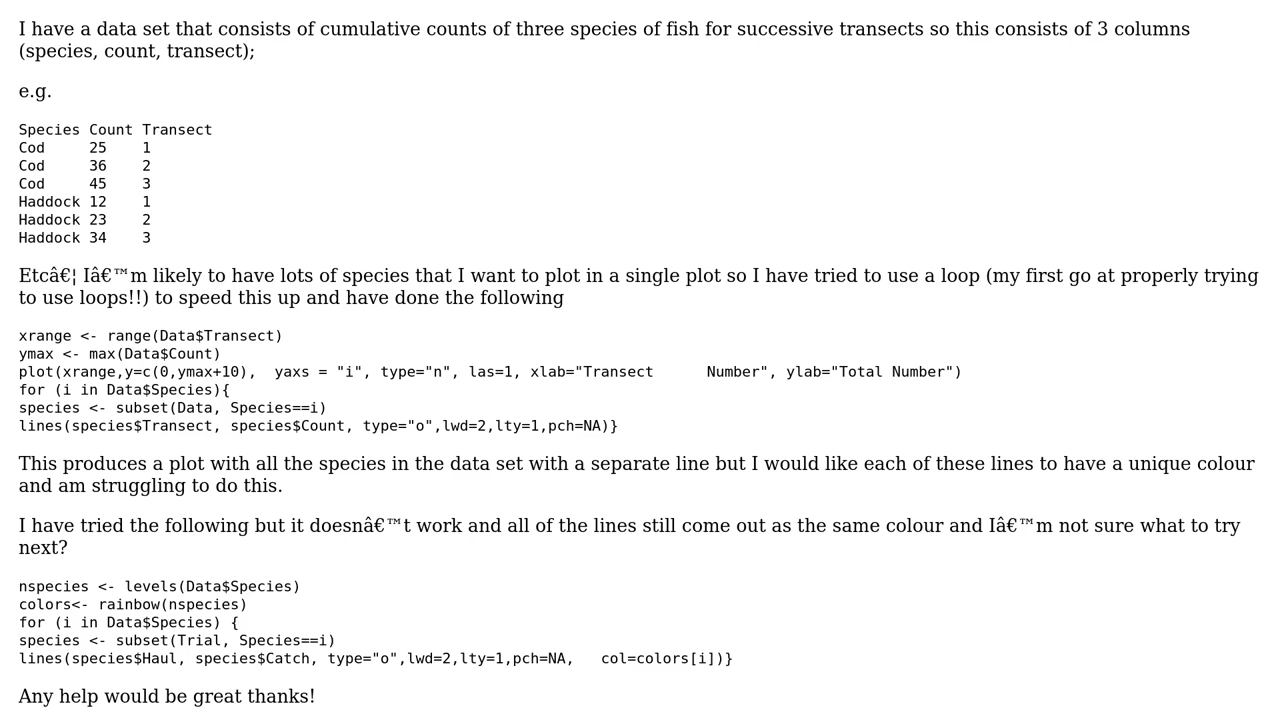 I have a data set that consists of cumulative counts of three species of fish for successive transects so this consists of 3 columns
(species, count, transect);
e.g.
Species Count Transect
Cod     25    1
Cod     36    2
Cod     45    3
Haddock 12    1
Haddock 23    2
Haddock 34    3
Etcâ€¦ Iâ€™m likely to have lots of species that I want to plot in a single plot so I have tried to use a loop (my first go at properly trying
to use loops!!) to speed this up and have done the following
xrange <- range(Data$Transect)
ymax <- max(Data$Count)
plot(xrange,y=c(0,ymax+10),  yaxs = "i", type="n", las=1, xlab="Transect      Number", ylab="Total Number")
for (i in Data$Species){
species <- subset(Data, Species==i)
lines(species$Transect, species$Count, type="o",lwd=2,lty=1,pch=NA)}
This produces a plot with all the species in the data set with a separate line but I would like each of these lines to have a unique colour
and am struggling to do this.
I have tried the following but it doesnâ€™t work and all of the lines still come out as the same colour and Iâ€™m not sure what to try
next?
nspecies <- levels(Data$Species)
colors<- rainbow(nspecies)
for (i in Data$Species) {
species <- subset(Trial, Species==i)
lines(species$Haul, species$Catch, type="o",lwd=2,lty=1,pch=NA,   col=colors[i])}
Any help would be great thanks!